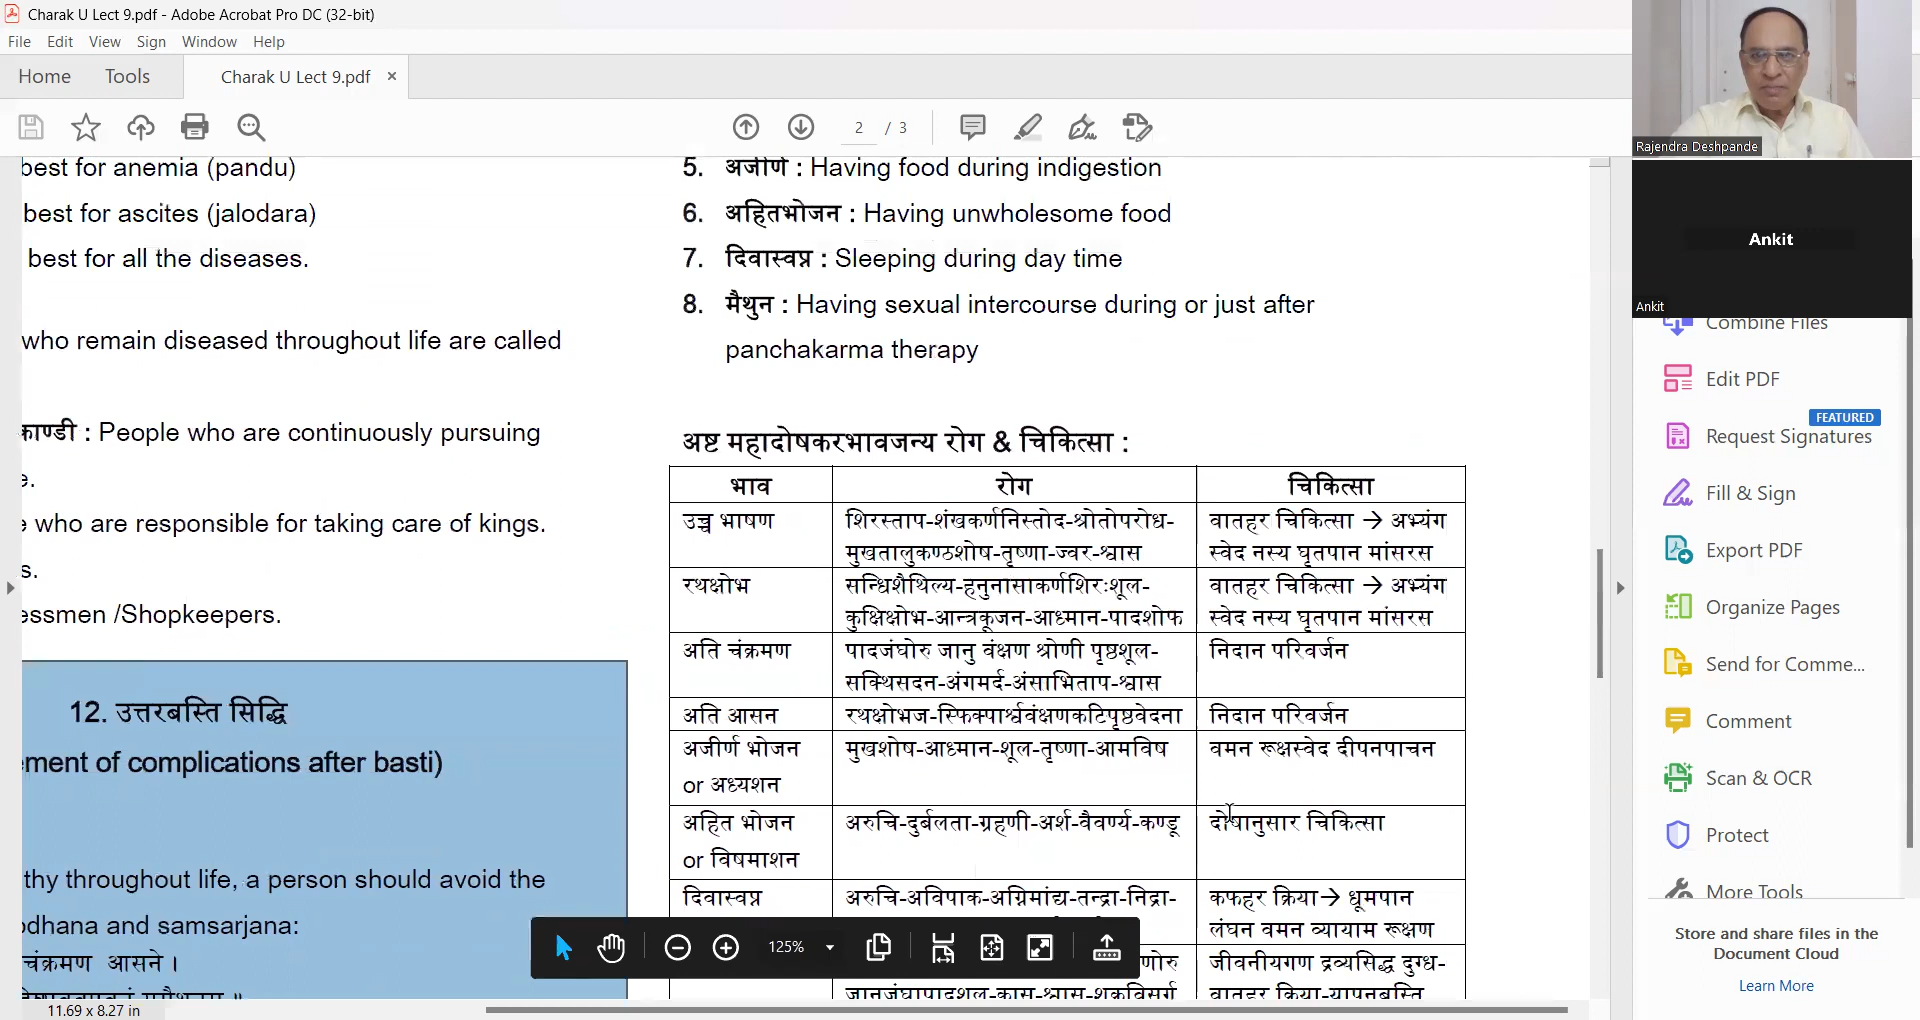 Charak U Lect 9.pdf - Adobe Acrobat Pro DC (32-bit)
File Edit View Sign Window Help
Home Tools Charak U Lect 9.pdf ×
2 / 3
best for anemia (pandu)
best for ascites (jalodara)
best for all the diseases.
who remain diseased throughout life are called
काण्डी : People who are continuously pursuing
e.
e who are responsible for taking care of kings.
s.
essmen /Shopkeepers.
12. उत्तरबस्ति सिद्धि
ement of complications after basti)
thy throughout life, a person should avoid the
odhana and samsarjana:
चंक्रमण आसने ।
5. अजीर्ण : Having food during indigestion
6. अहितभोजन : Having unwholesome food
7. दिवास्वप्न : Sleeping during day time
8. मैथुन : Having sexual intercourse during or just after
panchakarma therapy
अष्ट महादोषकरभावजन्य रोग & चिकित्सा :
भाव रोग चिकित्सा
उच्च भाषण शिरस्ताप-शंखकर्णनिस्तोद-श्रोतोपरोध- वातहर चिकित्सा → अभ्यंग
मुखतालुकण्ठशोष-तृष्णा-ज्वर-श्वास स्वेद नस्य घृतपान मांसरस
रथक्षोभ सन्धिशैथिल्य-हनुनासाकर्णशिरःशूल- वातहर चिकित्सा → अभ्यंग
कुक्षिक्षोभ-आन्त्रकूजन-आध्मान-पादशोफ स्वेद नस्य घृतपान मांसरस
अति चंक्रमण पादजंघोरु जानु वंक्षण श्रोणी पृष्ठशूल- निदान परिवर्जन
सक्थिसदन-अंगमर्द-अंसाभिताप-श्वास
अति आसन रथक्षोभज-स्फिक्पार्श्ववंक्षणकटिपृष्ठवेदना निदान परिवर्जन
अजीर्ण भोजन मुखशोष-आध्मान-शूल-तृष्णा-आमविष वमन रूक्षस्वेद दीपनपाचन
or अध्यशन
अहित भोजन अरुचि-दुर्बलता-ग्रहणी-अर्श-वैवर्ण्य-कण्डू दोषानुसार चिकित्सा
or विषमाशन
दिवास्वप्न अरुचि-अविपाक-अग्निमांद्य-तन्द्रा-निद्रा- कफहर क्रिया→ धूमपान
लंघन वमन व्यायाम रूक्षण
णोरु जीवनीयगण द्रव्यसिद्ध दुग्ध-
जानुजंघापादशूल-कास-श्वास-शुक्रविसर्ग वातहर क्रिया-यापनबस्ति
125%
11.69 x 8.27 in
Rajendra Deshpande
Ankit
Ankit
Combine Files
Edit PDF
FEATURED
Request Signatures
Fill & Sign
Export PDF
Organize Pages
Send for Comme...
Comment
Scan & OCR
Protect
More Tools
Store and share files in the
Document Cloud
Learn More